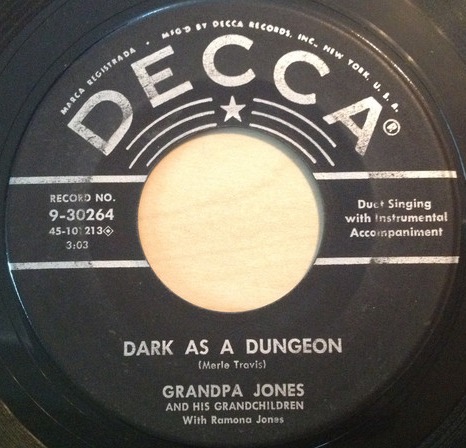 MARCA REGISTRADA • MFG'D BY DECCA RECORDS, INC., NEW YORK, U. S. A.
DECCA®
RECORD NO.
9-30264
45-101213
3:03
Duet Singing
with Instrumental
Accompaniment
DARK AS A DUNGEON
(Merle Travis)
GRANDPA JONES
AND HIS GRANDCHILDREN
With Ramona Jones